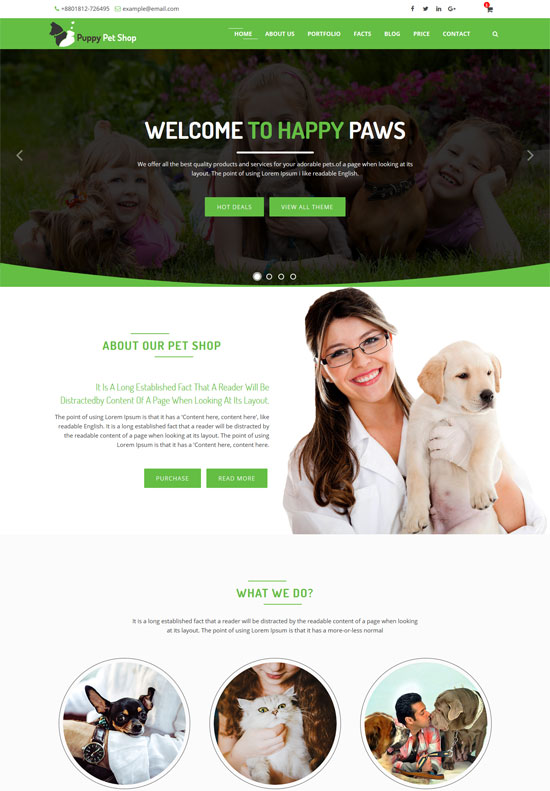 +8801812-726495 example@email.com
Puppy Pet Shop
HOME ABOUT US PORTFOLIO FACTS BLOG PRICE CONTACT
WELCOME TO HAPPY PAWS
We offer all the best quality products and services for your adorable pets.of a page when looking at its
layout. The point of using Lorem Ipsum I like readable English.
HOT DEALS VIEW ALL THEME
ABOUT OUR PET SHOP
It Is A Long Established Fact That A Reader Will Be
Distractedby Content Of A Page When Looking At Its Layout.
The point of using Lorem Ipsum is that it has a 'Content here, content here', like
readable English. It is a long established fact that a reader will be distracted by
the readable content of a page when looking at its layout. The point of using
Lorem Ipsum is that it has a 'Content here, content here.
PURCHASE READ MORE
WHAT WE DO?
It is a long established fact that a reader will be distracted by the readable content of a page when looking
at its layout. The point of using Lorem Ipsum is that it has a more-or-less normal